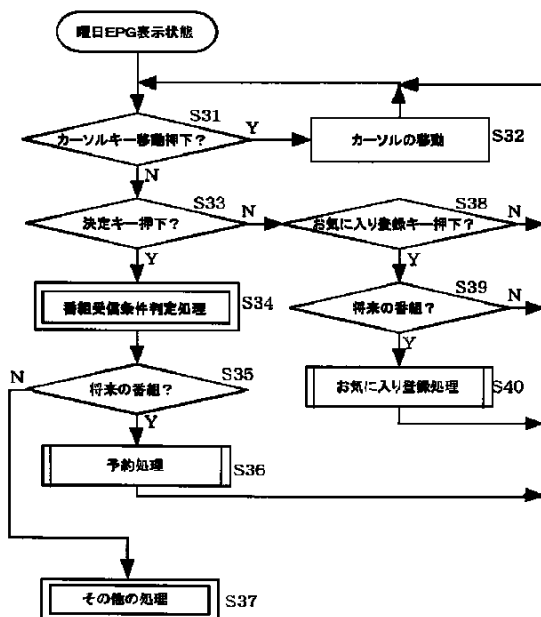 曜日EPG表示状態
S31
カーソルキー移動押下?
Y
カーソルの移動
S32
N
S33
決定キー押下?
N
S38
お気に入り登録キー押下?
N
Y
Y
番組受信条件判定処理
S34
S39
将来の番組?
N
Y
N
S35
将来の番組?
お気に入り登録処理
S40
Y
予約処理
S36
その他の処理
S37